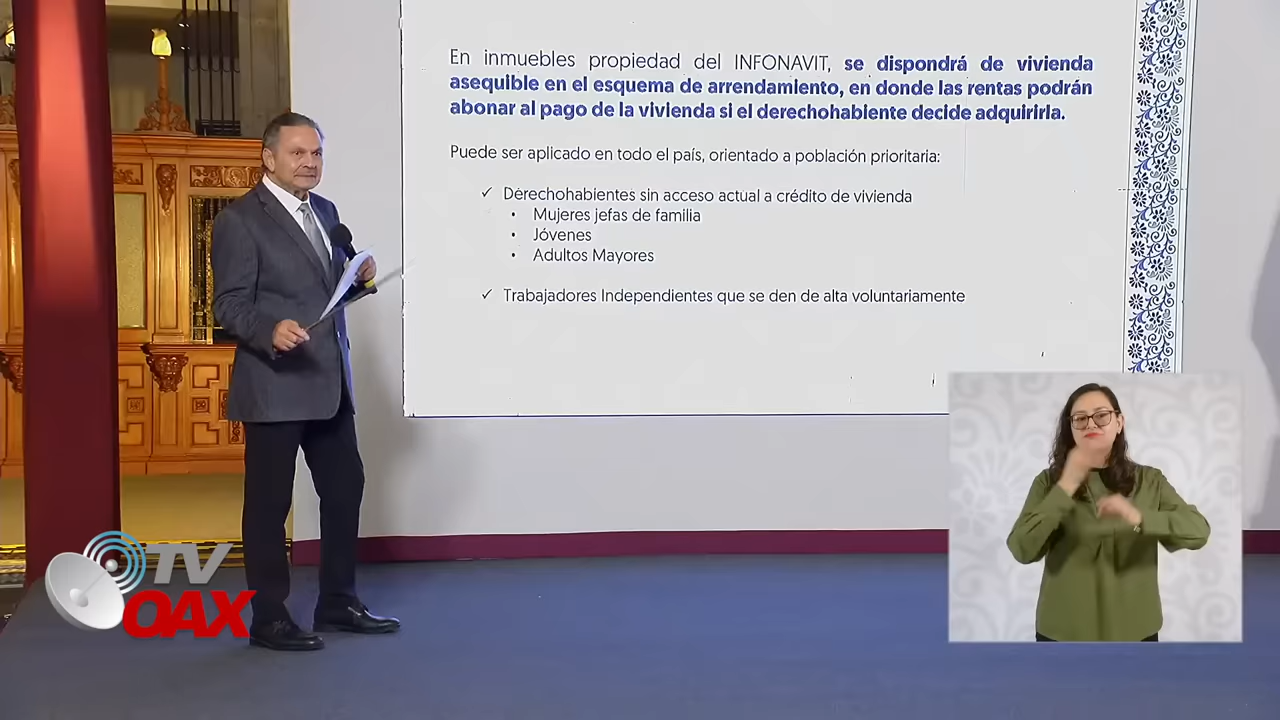 En inmuebles propiedad del INFONAVIT, se dispondrá de vivienda
asequible en el esquema de arrendamiento, en donde las rentas podrán
abonar al pago de la vivienda si el derechohabiente decide adquirirla.
Puede ser aplicado en todo el país, orientado a población prioritaria:
✓ Derechohabientes sin acceso actual a crédito de vivienda
• Mujeres jefas de familia
• Jóvenes
• Adultos Mayores
✓ Trabajadores Independientes que se den de alta voluntariamente
TV
OAX